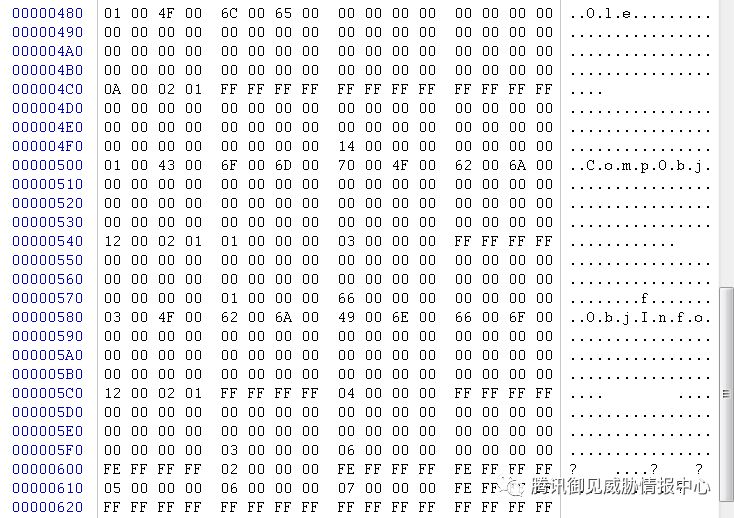 00000480 01 00 4F 00 6C 00 65 00 00 00 00 00 00 00 00 00 ..O.l.e.........
00000490 00 00 00 00 00 00 00 00 00 00 00 00 00 00 00 00 ................
000004A0 00 00 00 00 00 00 00 00 00 00 00 00 00 00 00 00 ................
000004B0 00 00 00 00 00 00 00 00 00 00 00 00 00 00 00 00 ................
000004C0 0A 00 02 01 FF FF FF FF FF FF FF FF FF FF FF FF ....
000004D0 00 00 00 00 00 00 00 00 00 00 00 00 00 00 00 00 ................
000004E0 00 00 00 00 00 00 00 00 00 00 00 00 00 00 00 00 ................
000004F0 00 00 00 00 00 00 00 00 14 00 00 00 00 00 00 00 ................
00000500 01 00 43 00 6F 00 6D 00 70 00 4F 00 62 00 6A 00 ..C.o.m.p.O.b.j.
00000510 00 00 00 00 00 00 00 00 00 00 00 00 00 00 00 00 ................
00000520 00 00 00 00 00 00 00 00 00 00 00 00 00 00 00 00 ................
00000530 00 00 00 00 00 00 00 00 00 00 00 00 00 00 00 00 ................
00000540 12 00 02 01 01 00 00 00 03 00 00 00 FF FF FF FF ............
00000550 00 00 00 00 00 00 00 00 00 00 00 00 00 00 00 00 ................
00000560 00 00 00 00 00 00 00 00 00 00 00 00 00 00 00 00 ................
00000570 00 00 00 00 01 00 00 00 66 00 00 00 00 00 00 00 ........f.......
00000580 03 00 4F 00 62 00 6A 00 49 00 6E 00 66 00 6F 00 ..O.b.j.I.n.f.o.
00000590 00 00 00 00 00 00 00 00 00 00 00 00 00 00 00 00 ................
000005A0 00 00 00 00 00 00 00 00 00 00 00 00 00 00 00 00 ................
000005B0 00 00 00 00 00 00 00 00 00 00 00 00 00 00 00 00 ................
000005C0 12 00 02 01 FF FF FF FF 04 00 00 00 FF FF FF FF .... ....
000005D0 00 00 00 00 00 00 00 00 00 00 00 00 00 00 00 00 ................
000005E0 00 00 00 00 00 00 00 00 00 00 00 00 00 00 00 00 ................
000005F0 00 00 00 00 03 00 00 00 06 00 00 00 00 00 00 00 ................
00000600 FE FF FF FF 02 00 00 00 FE FF FF FF FE FF FF FF ? ....? ?
00000610 05 00 00 00 06 00 00 00 07 00 00 00 FE FF
00000620 FF FF FF FF FF FF FF FF FF FF FF FF FF FF FF FF
腾讯御见威胁情报中心